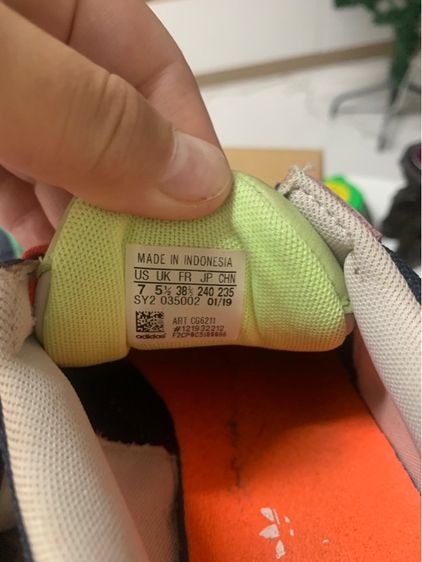 MADE IN INDONESIA
US UK FR JP CHN
7 5½ 38⅔ 240 235
SY2 035002 01/19
ART CG6211
#121932212
adidas